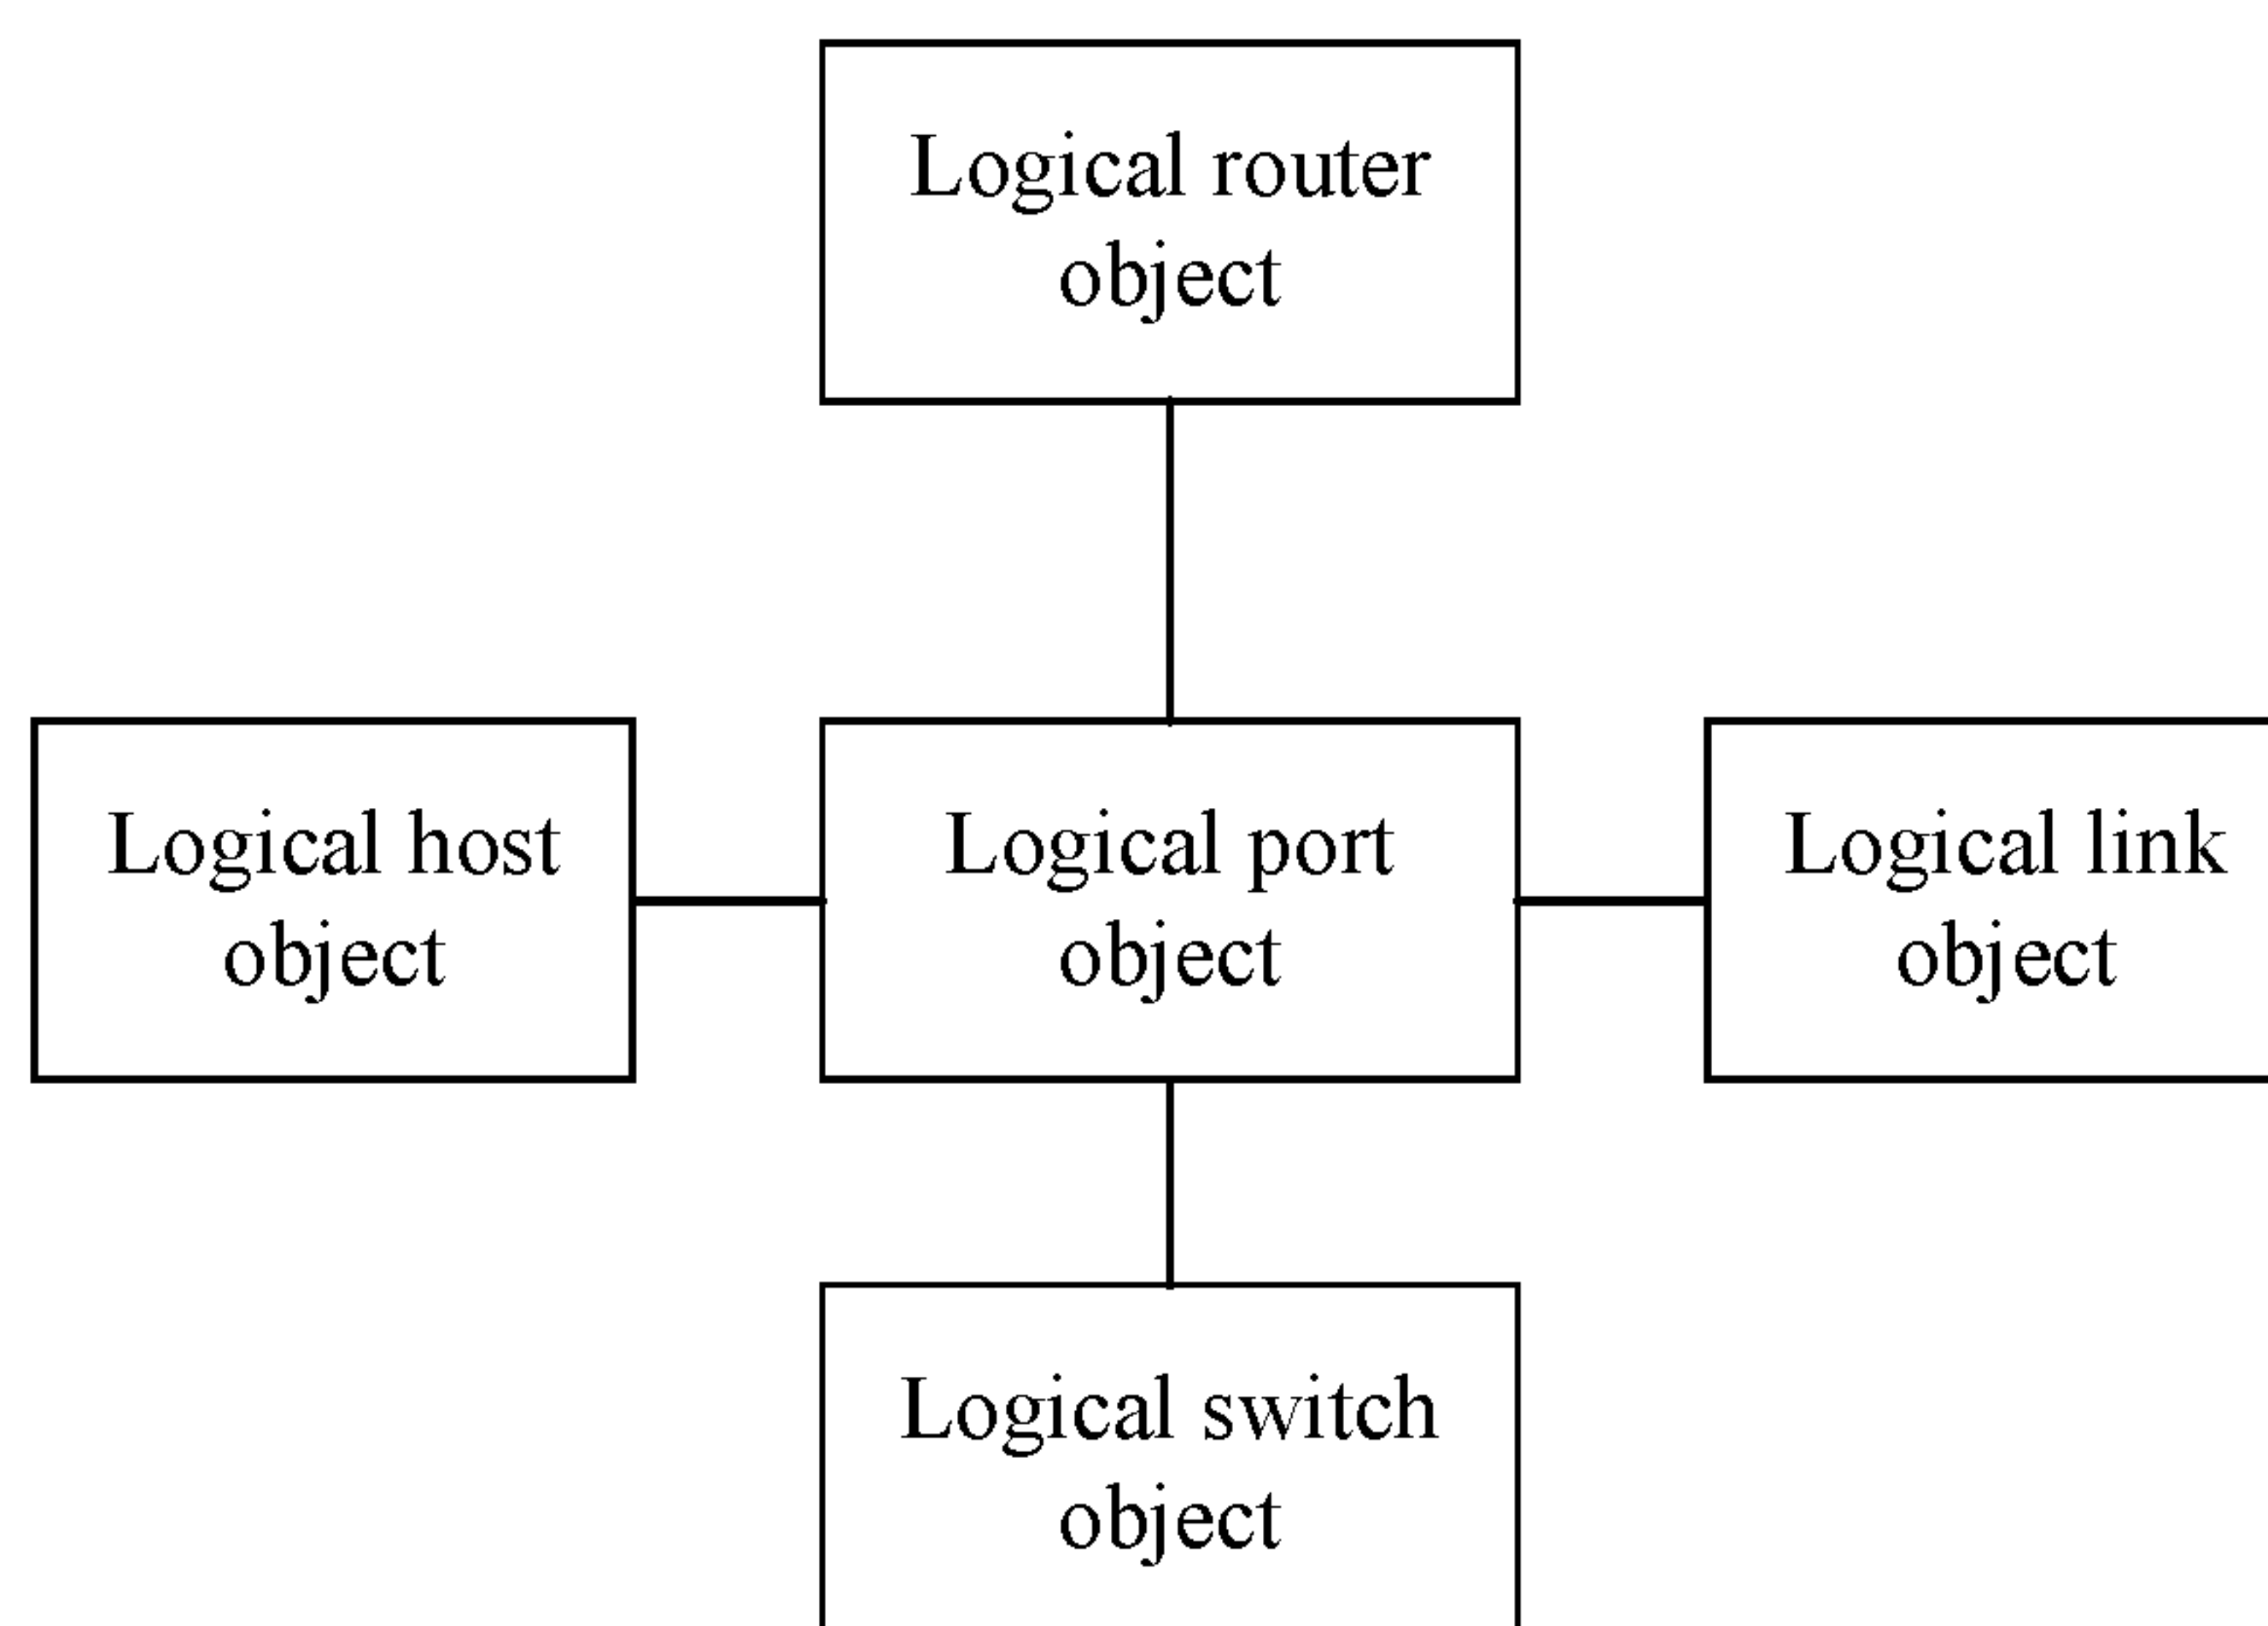 Logical router
object
Logical host
object
Logical port
object
Logical link
object
Logical switch
object